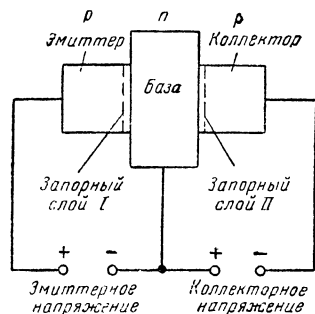 p n p
Эмиттер Коллектор
База
Запорный слой I
Запорный слой II
+ − + −
Эмиттерное напряжение
Коллекторное напряжение